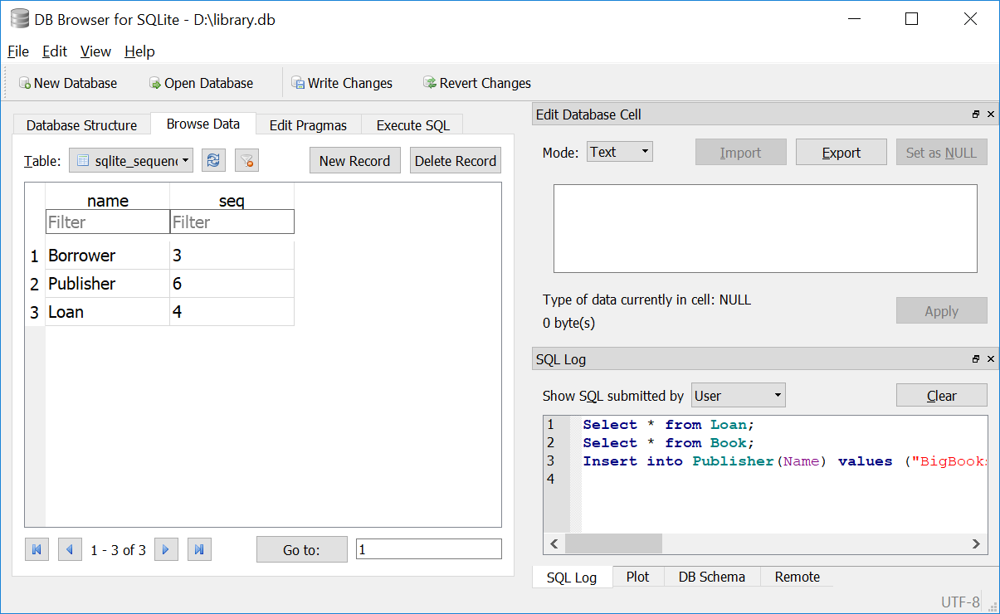 DB Browser for SQLite - D:\library.db
File Edit View Help
New Database Open Database Write Changes Revert Changes
Database Structure Browse Data Edit Pragmas Execute SQL
Table: sqlite_sequenc New Record Delete Record
name seq
Filter Filter
1 Borrower 3
2 Publisher 6
3 Loan 4
1 - 3 of 3 Go to: 1
Edit Database Cell
Mode: Text Import Export Set as NULL
Type of data currently in cell: NULL
0 byte(s)
Apply
SQL Log
Show SQL submitted by User Clear
1 Select * from Loan;
2 Select * from Book;
3 Insert into Publisher(Name) values ("BigBooks
4
SQL Log Plot DB Schema Remote
UTF-8